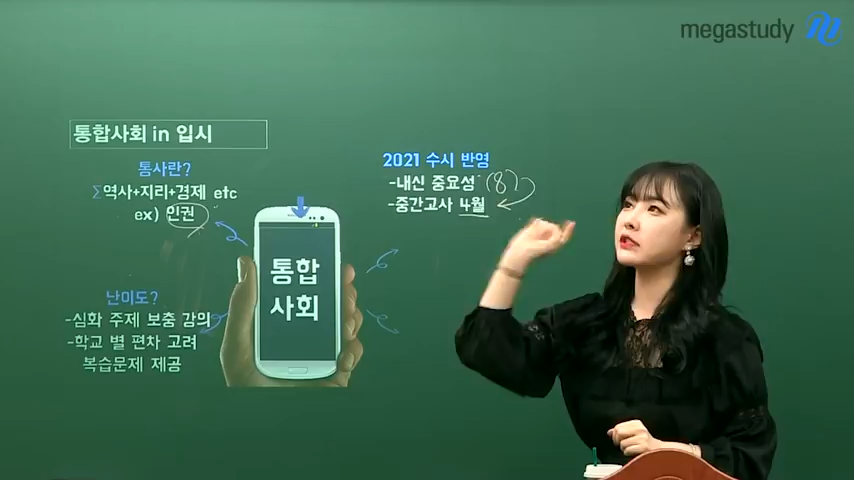 megastudy
통합사회 in 입시
통사란?
Σ역사+지리+경제 etc
ex) 인권
2021 수시 반영
-내신 중요성 (87)
-중간고사 4월
통합
사회
난이도?
-심화 주제 보충 강의
-학교 별 편차 고려
복습문제 제공